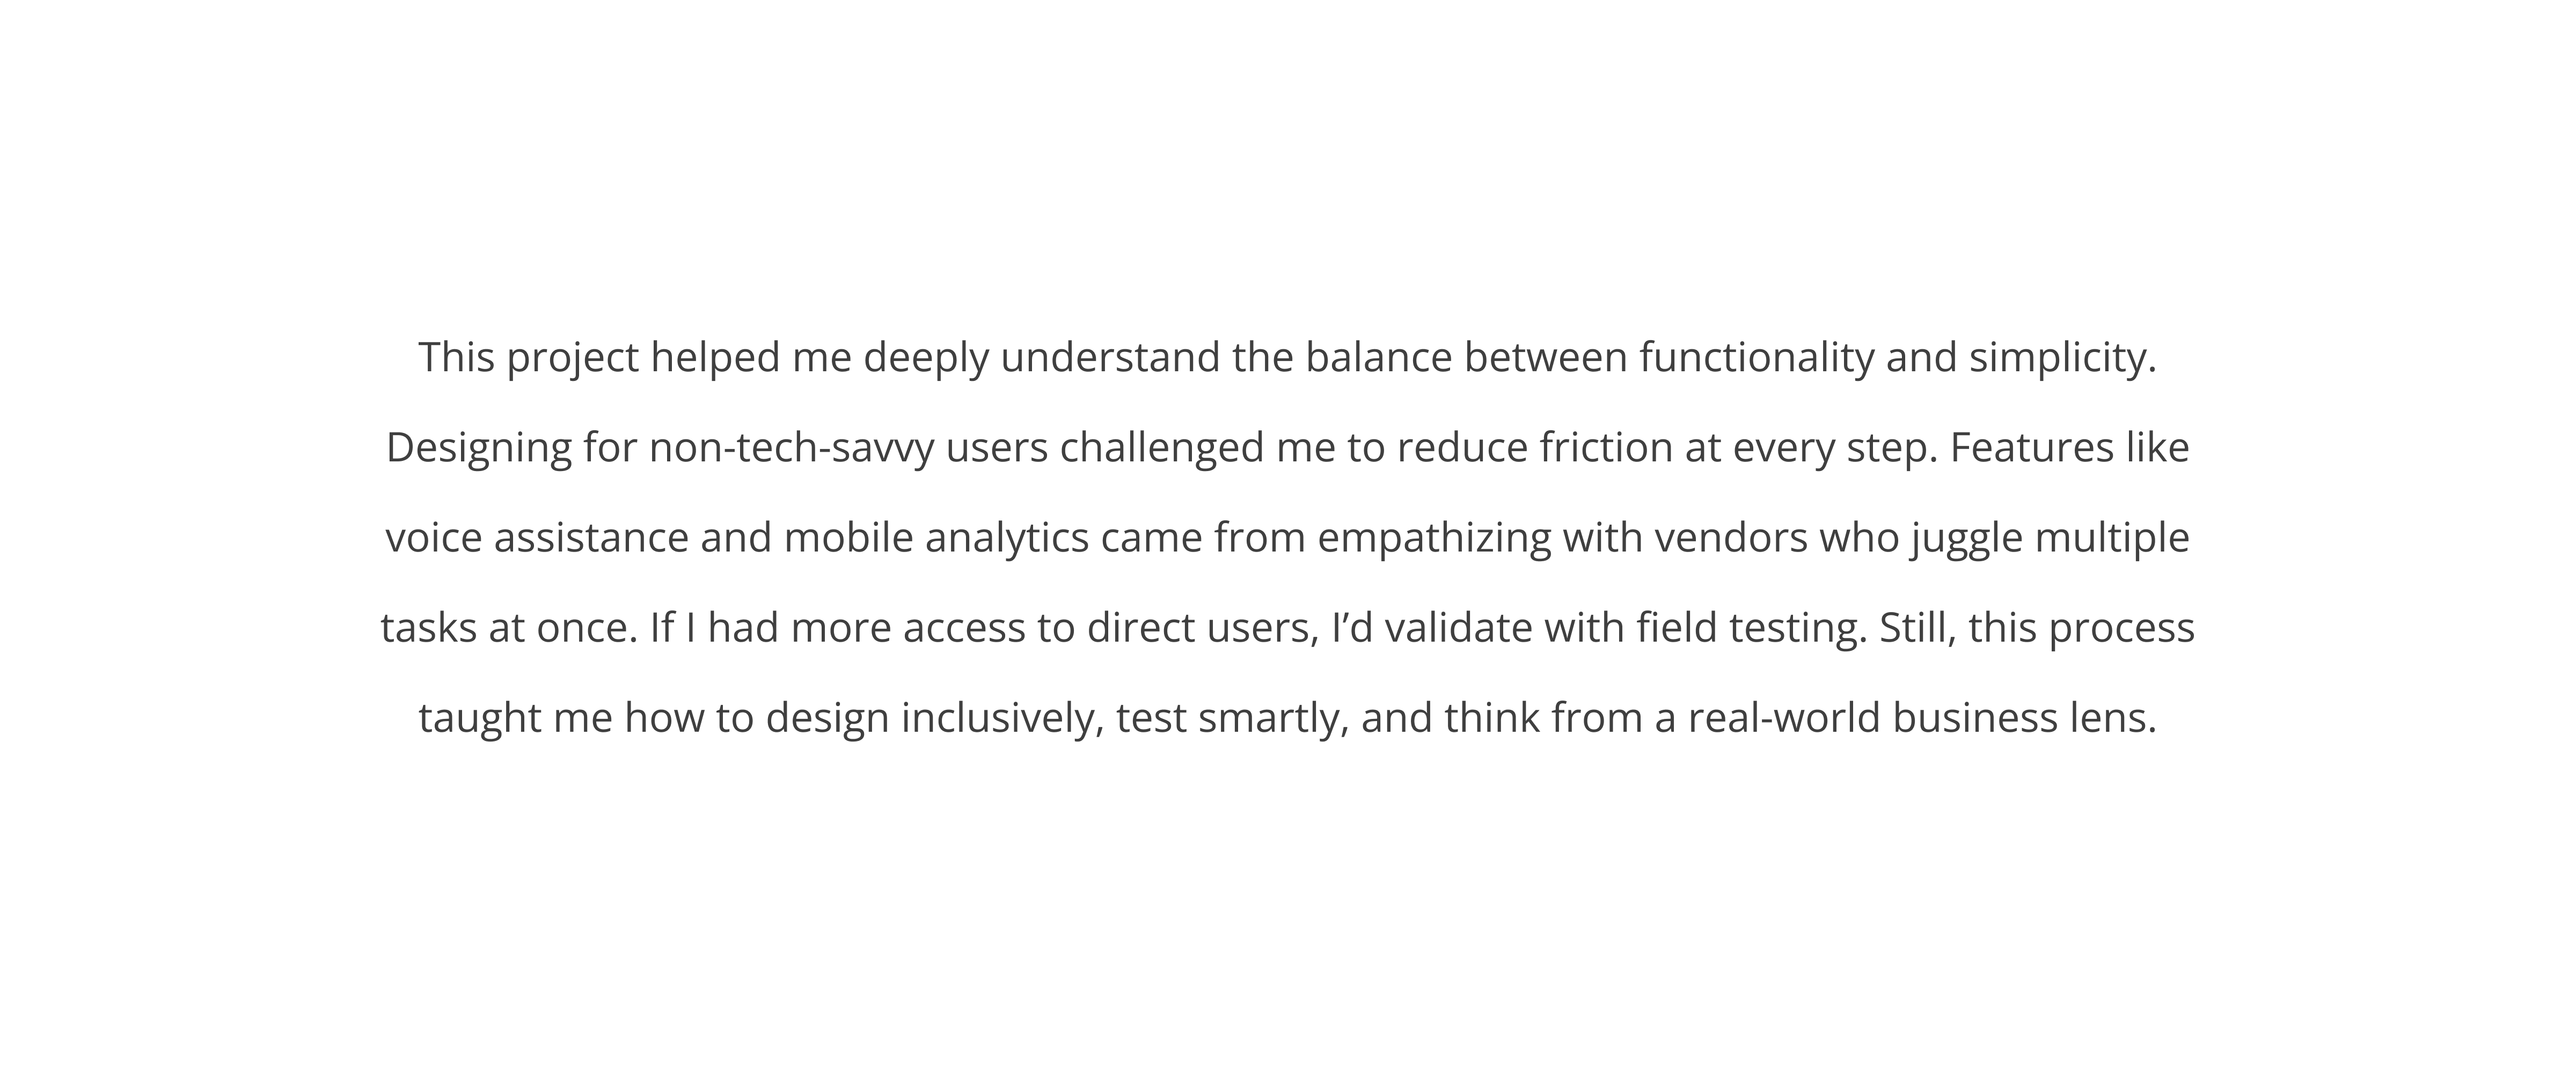 This project helped me deeply understand the balance between functionality and simplicity.
Designing for non-tech-savvy users challenged me to reduce friction at every step. Features like
voice assistance and mobile analytics came from empathizing with vendors who juggle multiple
tasks at once. If I had more access to direct users, I’d validate with field testing. Still, this process
taught me how to design inclusively, test smartly, and think from a real-world business lens.